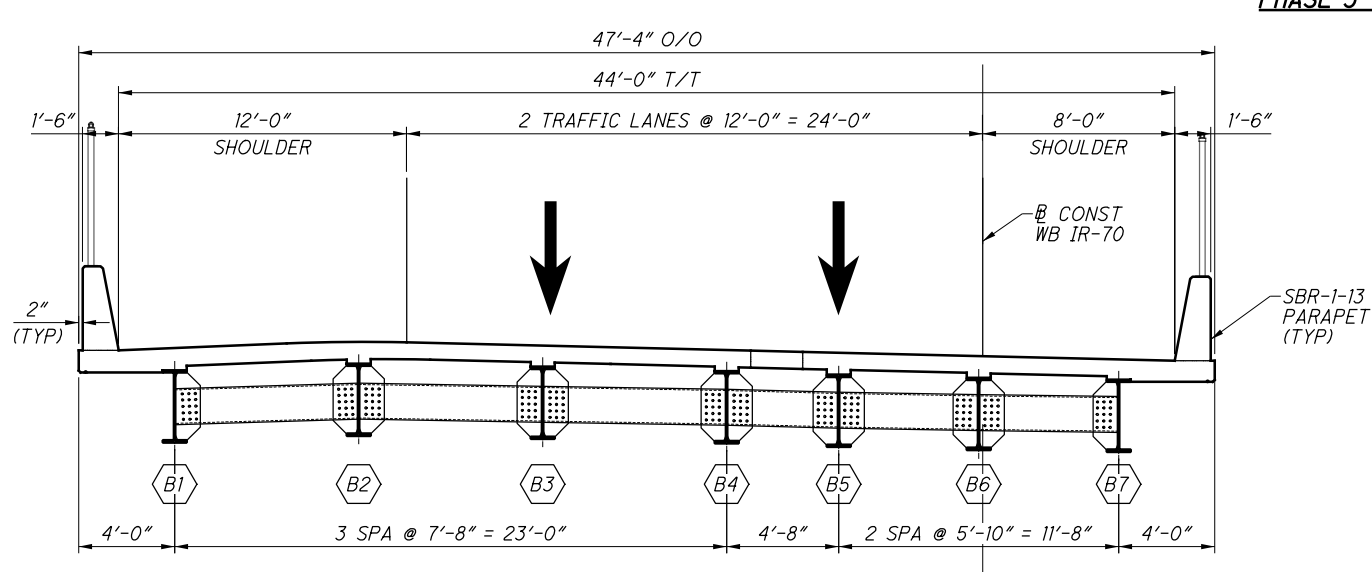 PHASE 3
47'-4" O/O
44'-0" T/T
1'-6"
12'-0"
SHOULDER
2 TRAFFIC LANES @ 12'-0" = 24'-0"
8'-0"
SHOULDER
1'-6"
℄ CONST
WB IR-70
2"
(TYP)
SBR-1-13
PARAPET
(TYP)
B1
B2
B3
B4
B5
B6
B7
4'-0"
3 SPA @ 7'-8" = 23'-0"
4'-8"
2 SPA @ 5'-10" = 11'-8"
4'-0"